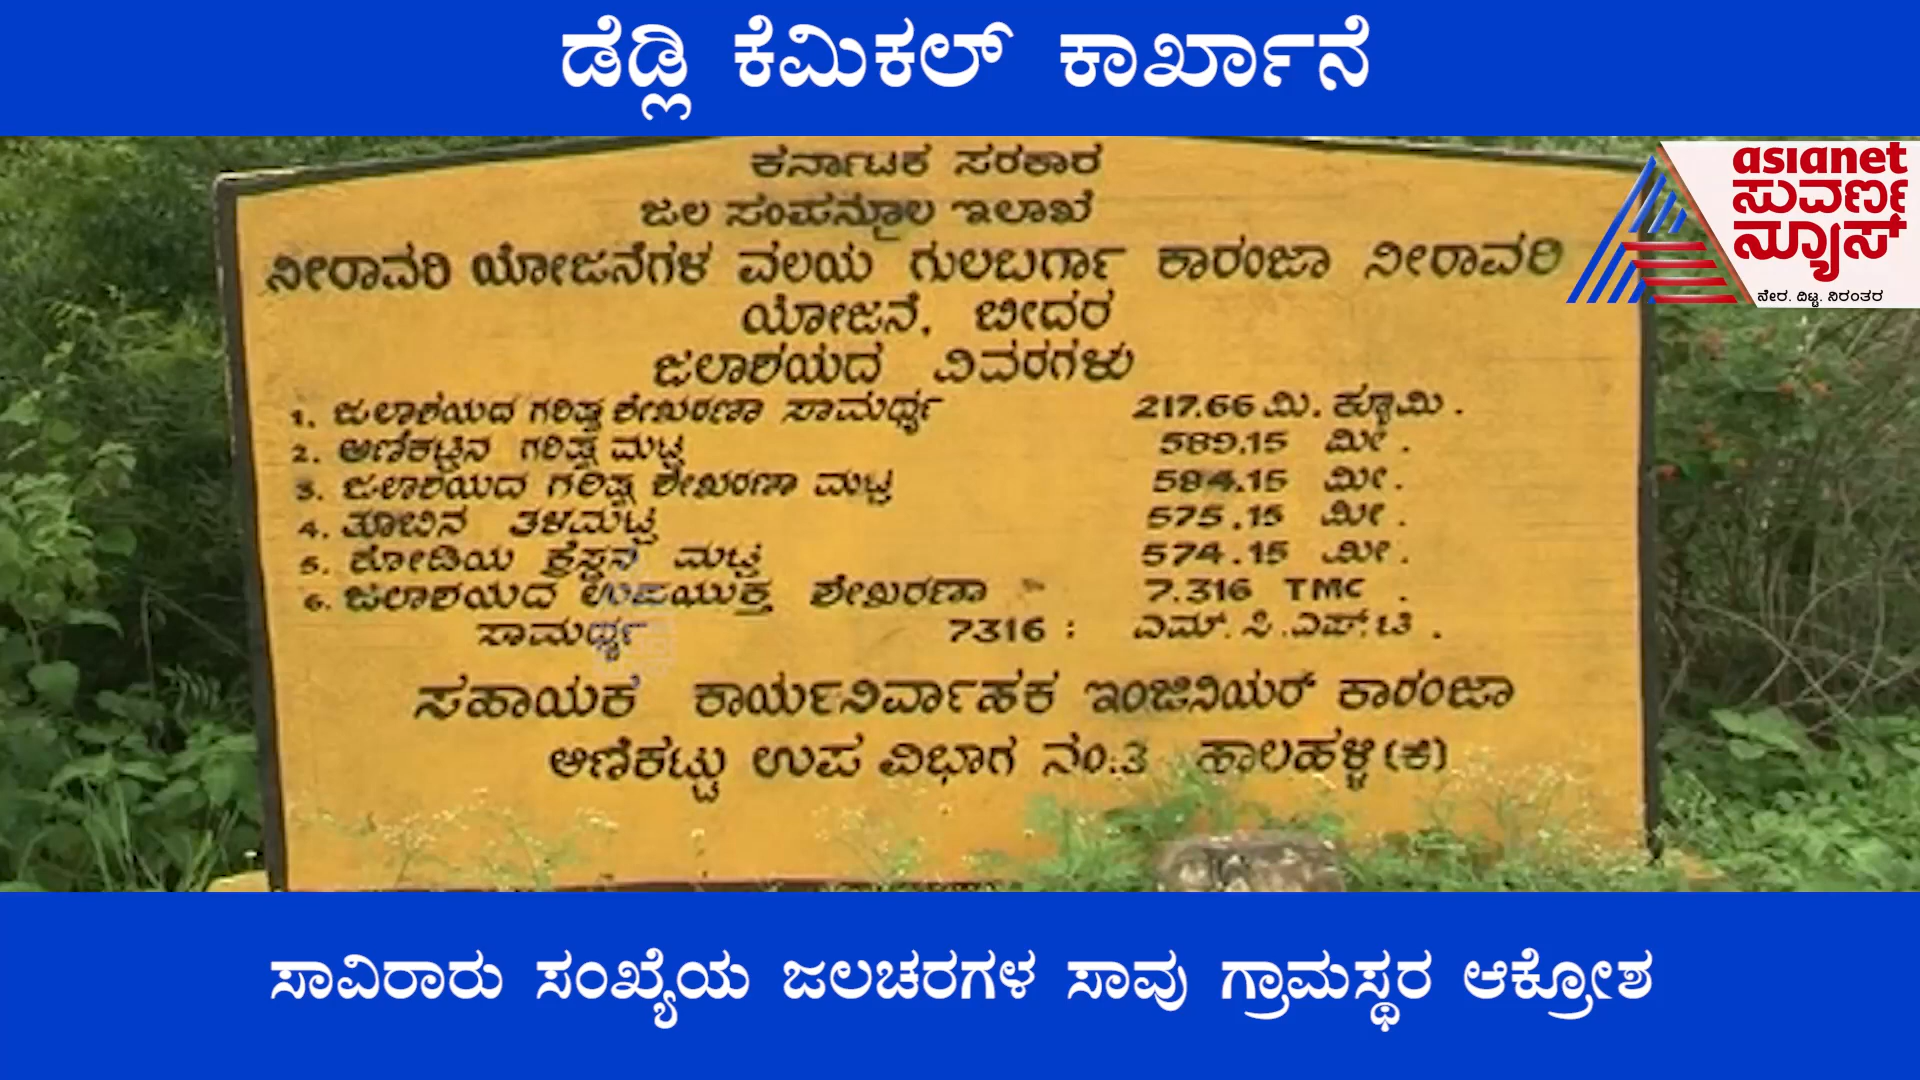 ಡೆಡ್ಲಿ ಕೆಮಿಕಲ್ ಕಾರ್ಖಾನೆ
asianet
ಸುವರ್ಣ
ನ್ಯೂಸ್
ನೇರ. ದಿಟ್ಟ. ನಿರಂತರ
ಕರ್ನಾಟಕ ಸರಕಾರ
ಜಲ ಸಂಪನ್ಮೂಲ ಇಲಾಖೆ
ನೀರಾವರಿ ಯೋಜನೆಗಳ ವಲಯ ಗುಲಬರ್ಗಾ ಕಾರಂಜಾ ನೀರಾವರಿ
ಯೋಜನೆ, ಬೀದರ
ಜಲಾಶಯದ ವಿವರಗಳು
1. ಜಲಾಶಯದ ಗರಿಷ್ಠ ಶೇಖರಣಾ ಸಾಮರ್ಥ್ಯ 217.66 ಮಿ. ಕ್ಯೂಮಿ.
2. ಆಣೆಕಟ್ಟಿನ ಗರಿಷ್ಠ ಮಟ್ಟ 589.15 ಮೀ.
3. ಜಲಾಶಯದ ಗರಿಷ್ಠ ಶೇಖರಣಾ ಮಟ್ಟ 584.15 ಮೀ.
4. ತೂಬಿನ ತಳಮಟ್ಟ 575.15 ಮೀ.
5. ಕೋಡಿಯ ಕ್ರೆಸ್ಟನ ಮಟ್ಟ 574.15 ಮೀ.
6. ಜಲಾಶಯದ ಉಪಯುಕ್ತ ಶೇಖರಣಾ 7.316 TMC.
ಸಾಮರ್ಥ್ಯ 7316 : ಎಮ್.ಸಿ.ಎಫ್.ಟಿ.
ಸಹಾಯಕ ಕಾರ್ಯನಿರ್ವಾಹಕ ಇಂಜಿನಿಯರ್ ಕಾರಂಜಾ
ಆಣೆಕಟ್ಟು ಉಪ ವಿಭಾಗ ನಂ.3 ಹಾಲಹಳ್ಳಿ (ಕೆ)
ಸಾವಿರಾರು ಸಂಖ್ಯೆಯ ಜಲಚರಗಳ ಸಾವು ಗ್ರಾಮಸ್ಥರ ಆಕ್ರೋಶ